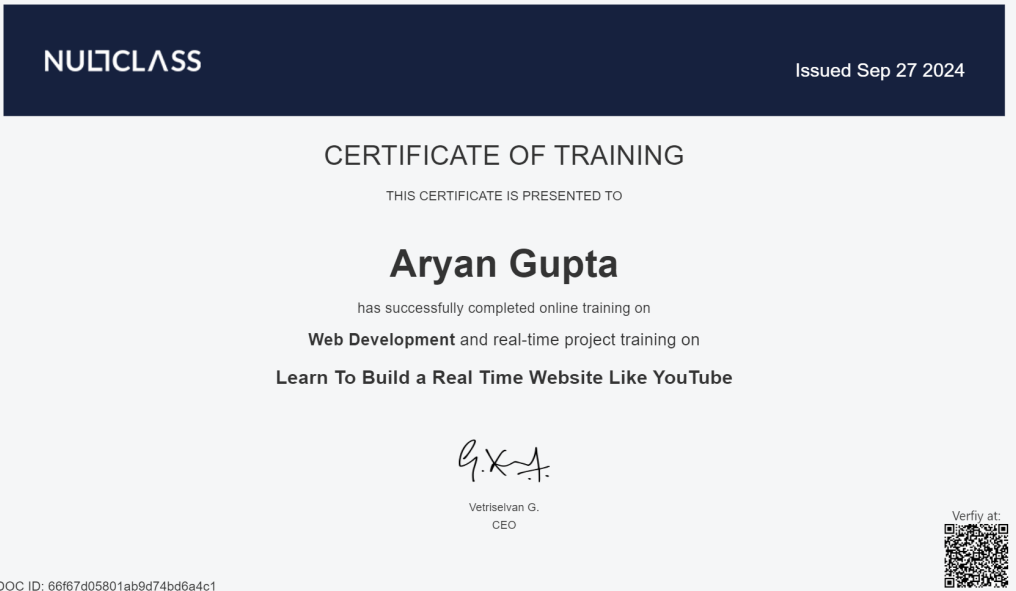 NULLCLASS
Issued Sep 27 2024
CERTIFICATE OF TRAINING
THIS CERTIFICATE IS PRESENTED TO
Aryan Gupta
has successfully completed online training on
Web Development and real-time project training on
Learn To Build a Real Time Website Like YouTube
Vetriselvan G.
CEO
Verfiy at:
DOC ID: 66f67d05801ab9d74bd6a4c1